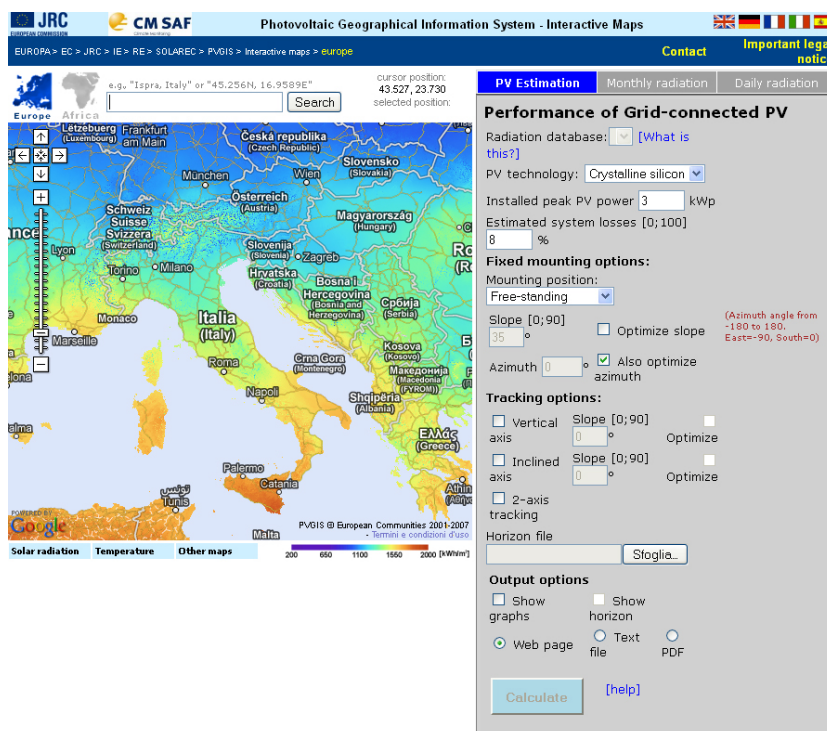 JRC
EUROPEAN COMMISSION
CM SAF
Climate Monitoring
Photovoltaic Geographical Information System - Interactive Maps
EUROPA> EC > JRC > IE> RE> SOLAREC > PVGIS > Interactive maps > europe
Contact
Important lega
notic
Europe
Africa
e.g., "Ispra, Italy" or "45.256N, 16.9589E"
Search
cursor position:
43.527, 23.730
selected position:
PV Estimation
Monthly radiation
Daily radiation
Performance of Grid-connected PV
Radiation database:
[What is
this?]
PV technology: Crystalline silicon
Installed peak PV power 3 kWp
Estimated system losses [0;100]
8 %
Fixed mounting options:
Mounting position:
Free-standing
Slope [0;90]
35 °
Optimize slope
(Azimuth angle from
-180 to 180.
East=-90, South=0)
Azimuth 0 °
Also optimize
azimuth
Tracking options:
Vertical
axis
Slope [0;90]
0 °
Optimize
Inclined
axis
Slope [0;90]
0 °
Optimize
2-axis
tracking
Horizon file
Sfoglia...
Output options
Show
graphs
Show
horizon
Web page
Text
file
PDF
Calculate
[help]
Lëtzebuerg
(Luxembourg)
Frankfurt
am Main
Česká republika
(Czech Republic)
Slovensko
(Slovakia)
München
Wien
Österreich
(Austria)
Magyarország
(Hungary)
Schweiz
Suisse
Svizzera
(Switzerland)
nce
Lyon
Slovenija
(Slovenia)
Zagreb
Ro
(R
Torino
Milano
Hrvatska
(Croatia)
Bosna i
Hercegovina
(Bosnia and
Herzegovina)
Србија
(Serbia)
Monaco
Marseille
Italia
(Italy)
Kosova
(Kosovo)
Roma
Crna Gora
(Montenegro)
Македонија
(Macedonia
(FYROM))
elona
Napoli
Shqipëria
(Albania)
alma
Ελλάς
(Greece)
Palermo
Catania
تونس
Tunis
Athin
(Αθήν
POWERED BY
Google
Malta
PVGIS © European Communities 2001-2007
- Termini e condizioni d'uso
Solar radiation
Temperature
Other maps
200 650 1100 1550 2000 [kWh/m²]